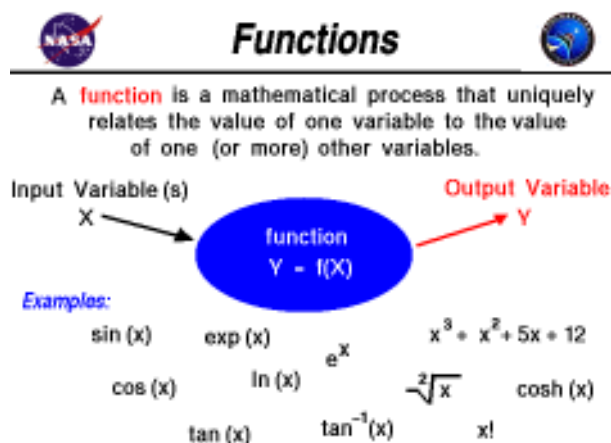 NASA
Functions
A function is a mathematical process that uniquely
relates the value of one variable to the value
of one (or more) other variables.
Input Variable (s)
X
Output Variable
Y
function
Y = f(X)
Examples:
sin (x)
exp (x)
eˣ
x³ + x² + 5x + 12
cos (x)
ln (x)
²√x
cosh (x)
tan (x)
tan⁻¹(x)
x!